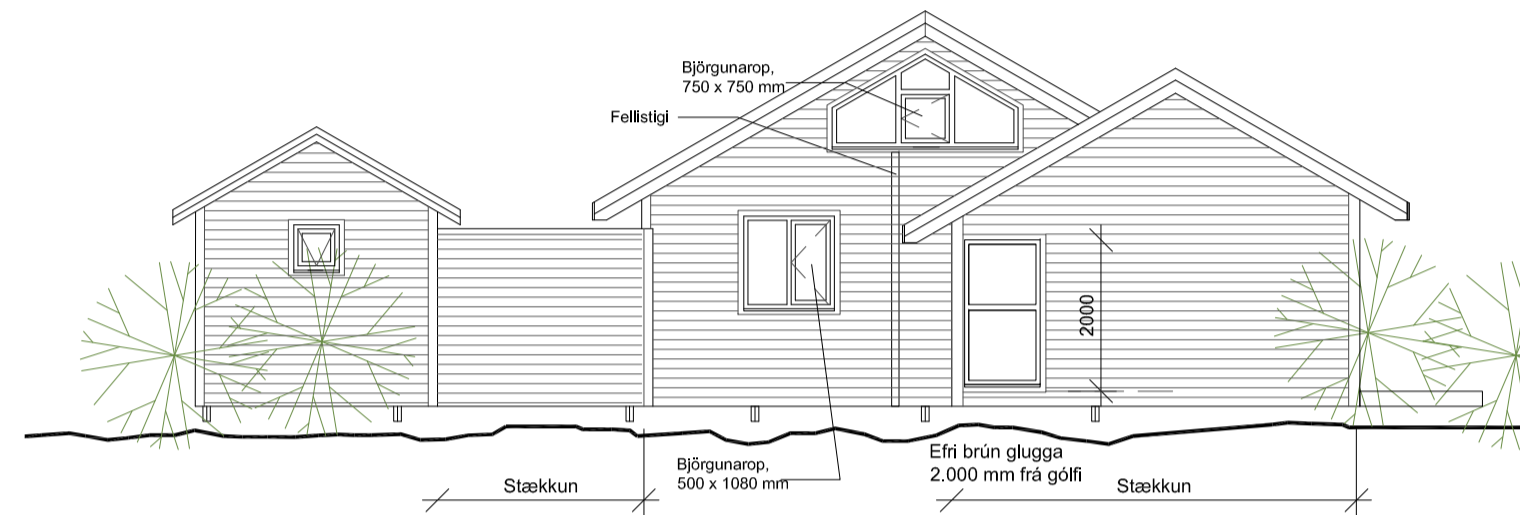 Björgunarop,
750 x 750 mm
Fellistigi
2000
Björgunarop,
500 x 1080 mm
Efri brún glugga
2.000 mm frá gólfi
Stækkun
Stækkun